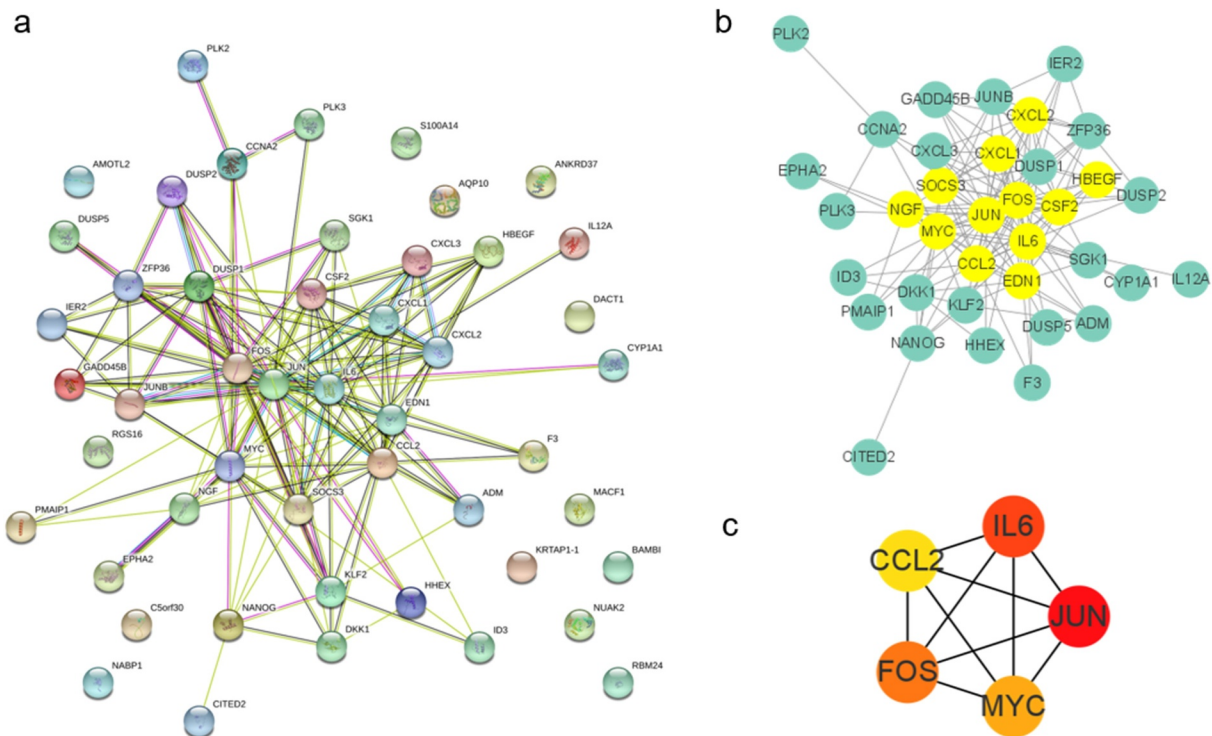 a
PLK2
PLK3
CCNA2
S100A14
AMOTL2
DUSP2
ANKRD37
AQP10
DUSP5
SGK1
IL12A
ZFP36
DUSP1
CSF2
CXCL3
HBEGF
IER2
CXCL1
DACT1
CXCL2
FOS
GADD45B
JUNB
JUN
IL6
CYP1A1
EDN1
RGS16
MYC
CCL2
F3
PMAIP1
NGF
SOCS3
ADM
MACF1
EPHA2
KRTAP1-1
BAMBI
C5orf30
NANOG
KLF2
HHEX
NUAK2
DKK1
ID3
NABP1
RBM24
CITED2
b
PLK2
IER2
GADD45B
JUNB
CXCL2
CCNA2
ZFP36
CXCL3
CXCL1
DUSP1
EPHA2
SOCS3
HBEGF
DUSP2
PLK3
NGF
FOS
CSF2
JUN
MYC
IL6
SGK1
CCL2
ID3
EDN1
CYP1A1
IL12A
DKK1
PMAIP1
KLF2
DUSP5
ADM
NANOG
HHEX
F3
CITED2
c
IL6
CCL2
JUN
FOS
MYC